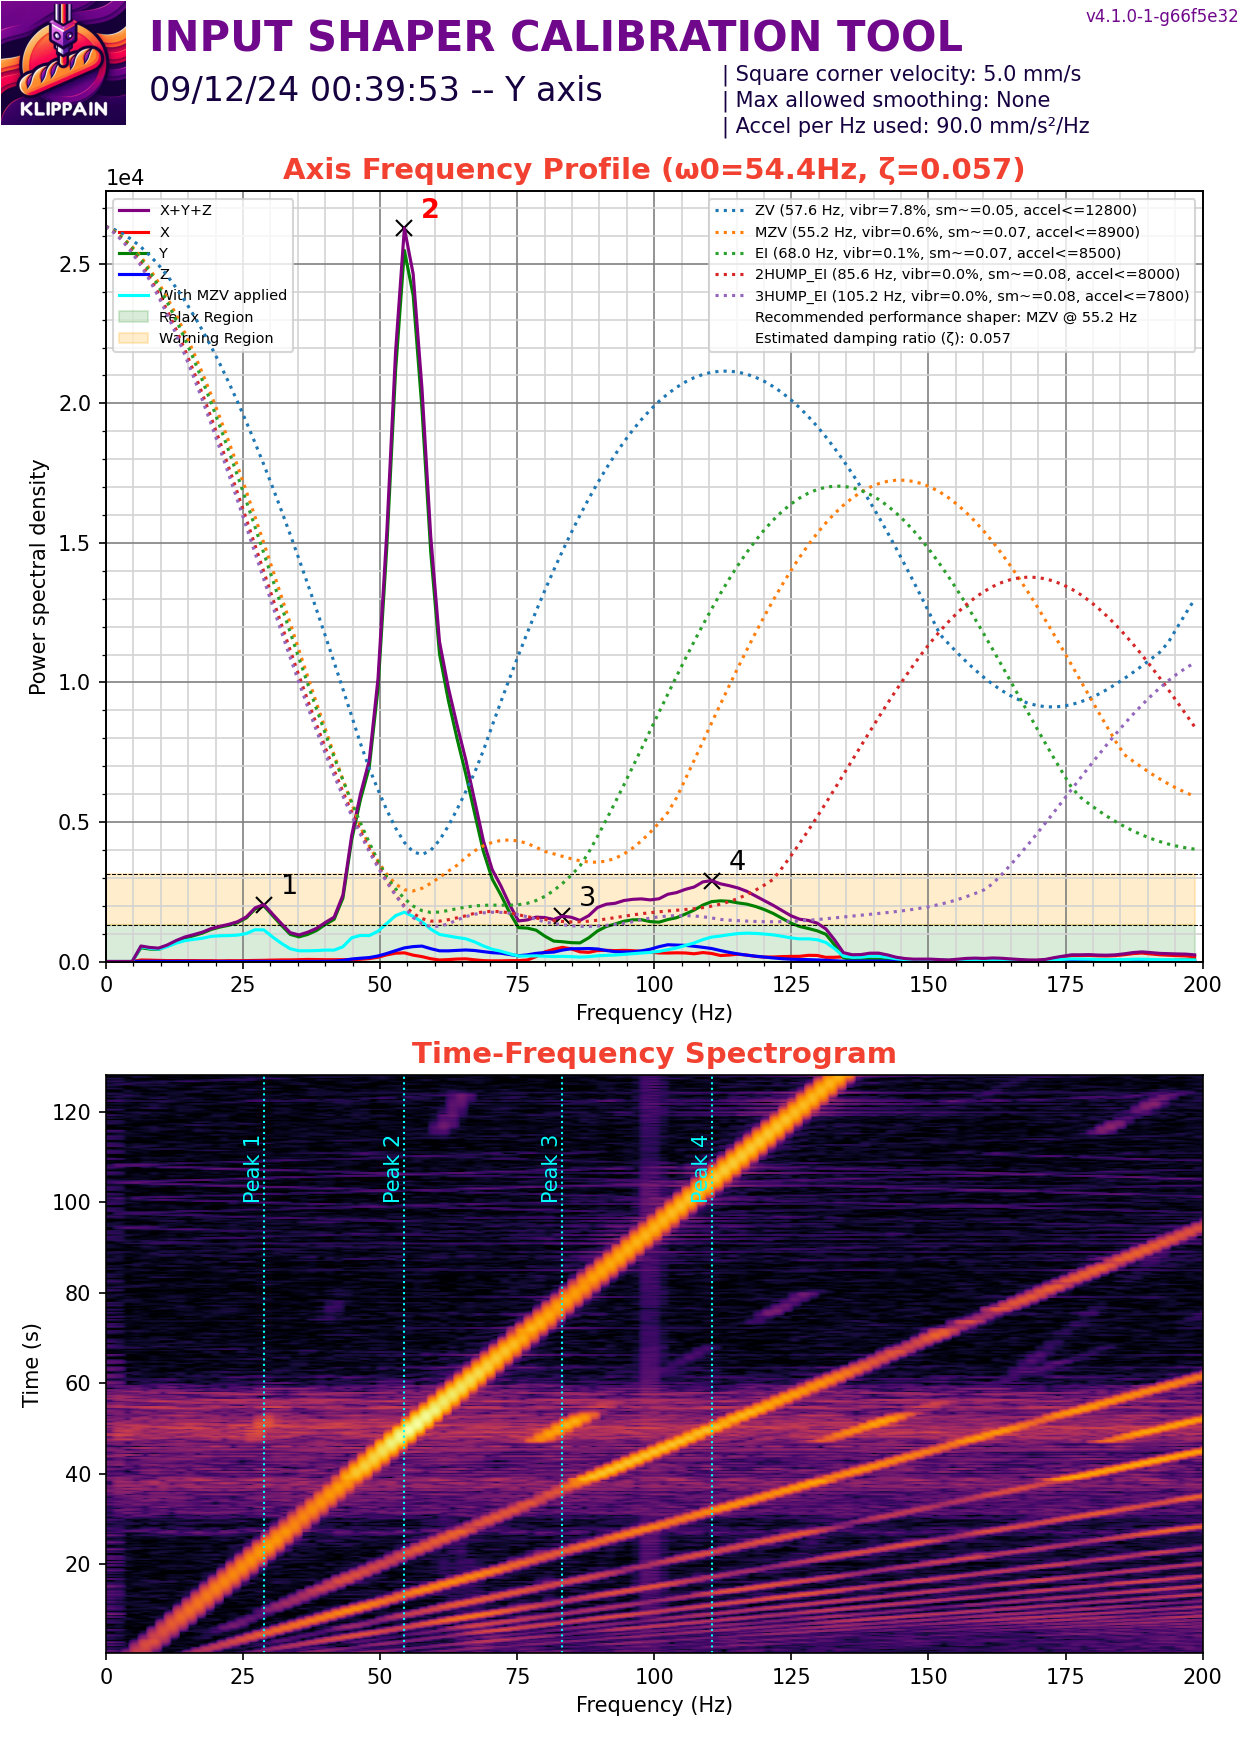 v4.1.0-1-g66f5e32
INPUT SHAPER CALIBRATION TOOL
09/12/24 00:39:53 -- Y axis
| Square corner velocity: 5.0 mm/s
| Max allowed smoothing: None
| Accel per Hz used: 90.0 mm/s²/Hz
KLIPPAIN
Axis Frequency Profile (ω0=54.4Hz, ζ=0.057)
1e4
X+Y+Z
X
Y
Z
With MZV applied
Relax Region
Warning Region
ZV (57.6 Hz, vibr=7.8%, sm~=0.05, accel<=12800)
MZV (55.2 Hz, vibr=0.6%, sm~=0.07, accel<=8900)
EI (68.0 Hz, vibr=0.1%, sm~=0.07, accel<=8500)
2HUMP_EI (85.6 Hz, vibr=0.0%, sm~=0.08, accel<=8000)
3HUMP_EI (105.2 Hz, vibr=0.0%, sm~=0.08, accel<=7800)
Recommended performance shaper: MZV @ 55.2 Hz
Estimated damping ratio (ζ): 0.057
2
1
3
4
Power spectral density
2.5
2.0
1.5
1.0
0.5
0.0
0 25 50 75 100 125 150 175 200
Frequency (Hz)
Time-Frequency Spectrogram
Time (s)
120
100
80
60
40
20
Peak 1
Peak 2
Peak 3
Peak 4
0 25 50 75 100 125 150 175 200
Frequency (Hz)